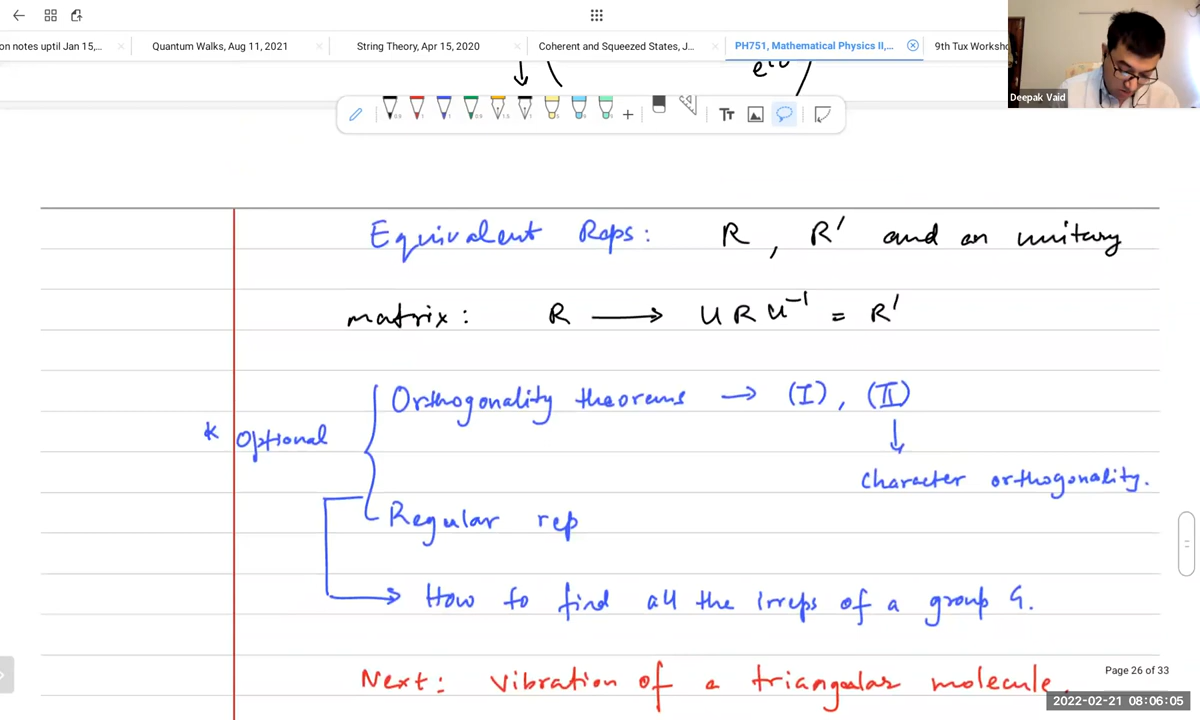 on notes uptil Jan 15,...
Quantum Walks, Aug 11, 2021
String Theory, Apr 15, 2020
Coherent and Squeezed States, J...
PH751, Mathematical Physics II,...
9th Tux Worksho
Deepak Vaid
Equivalent Reps: R, R' and an unitary
matrix: R → U R U⁻¹ = R'
Orthogonality theorems → (I), (II)
* Optional
↓
Character orthogonality.
Regular rep
→ How to find all the irreps of a group G.
Next: vibration of a triangular molecule.
Page 26 of 33
2022-02-21 08:06:05